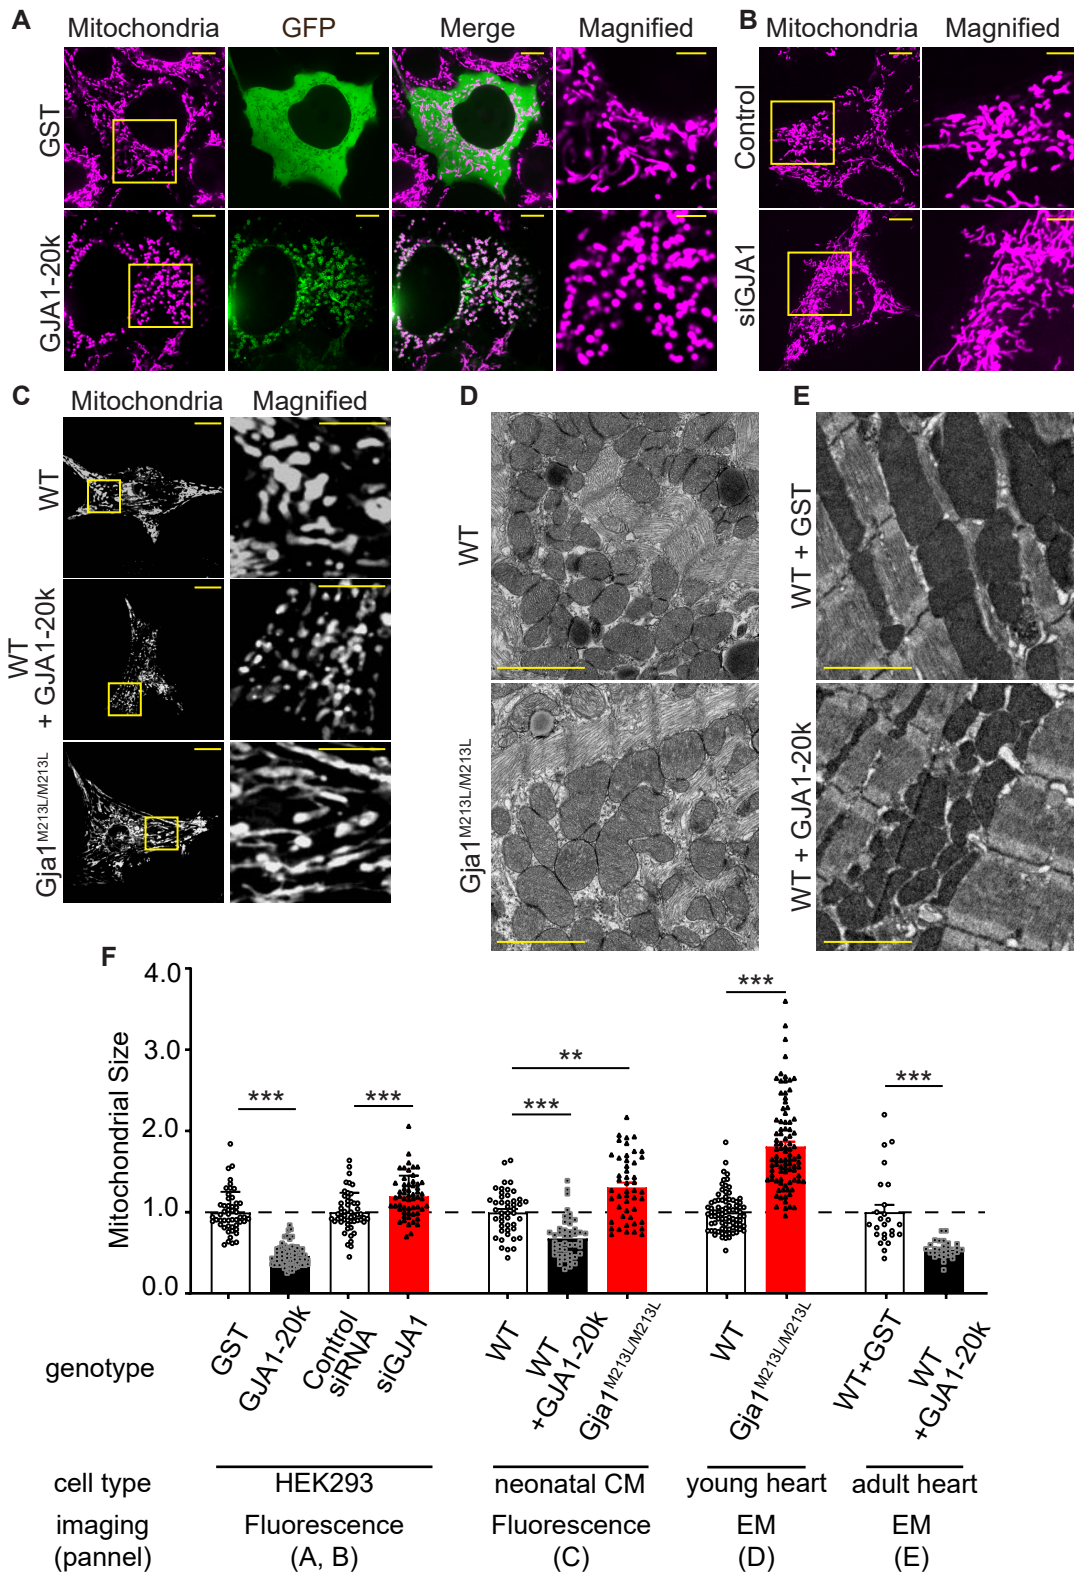 A
Mitochondria
GFP
Merge
Magnified
B
Mitochondria
Magnified
GST
GJA1-20k
Control
siGJA1
C
Mitochondria
Magnified
D
E
WT
WT
+ GJA1-20k
Gja1M213L/M213L
WT
Gja1M213L/M213L
WT + GST
WT + GJA1-20k
F
Mitochondrial Size
4.0
3.0
2.0
1.0
0.0
***
***
***
**
***
***
genotype
GST
GJA1-20k
Control
siRNA
siGJA1
WT
WT
+GJA1-20k
Gja1M213L/M213L
WT
Gja1M213L/M213L
WT+GST
WT
+GJA1-20k
cell type
HEK293
neonatal CM
young heart
adult heart
imaging
(pannel)
Fluorescence
(A, B)
Fluorescence
(C)
EM
(D)
EM
(E)